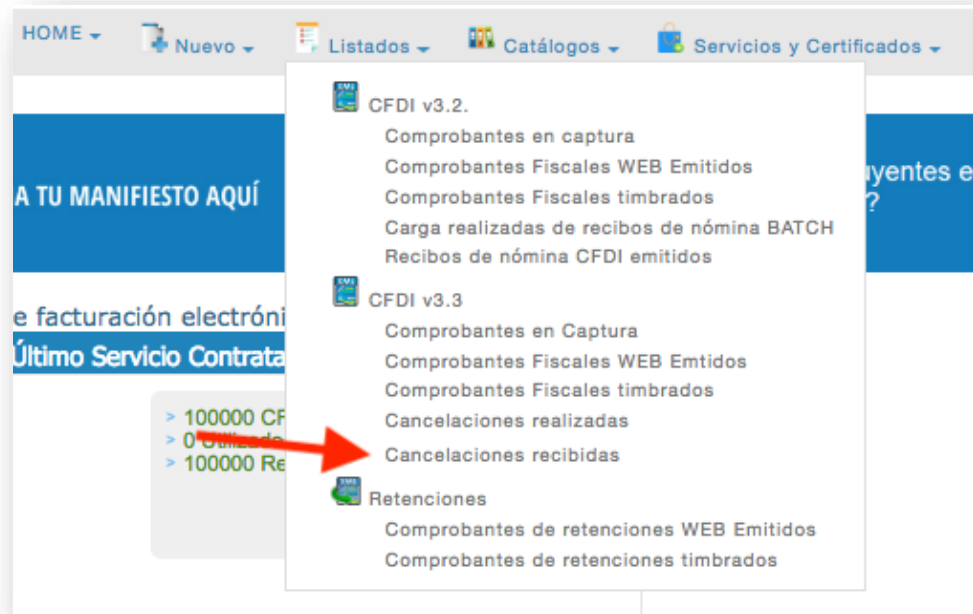 HOME Nuevo Listados Catálogos Servicios y Certificados
CFDI v3.2.
Comprobantes en captura
Comprobantes Fiscales WEB Emitidos
Comprobantes Fiscales timbrados
Carga realizadas de recibos de nómina BATCH
Recibos de nómina CFDI emitidos
CFDI v3.3
Comprobantes en Captura
Comprobantes Fiscales WEB Emtidos
Comprobantes Fiscales timbrados
Cancelaciones realizadas
Cancelaciones recibidas
Retenciones
Comprobantes de retenciones WEB Emitidos
Comprobantes de retenciones timbrados
A TU MANIFIESTO AQUÍ
yentes e
?
e facturación electróni
Último Servicio Contrata
> 100000 CF
> 0
> 100000 Re